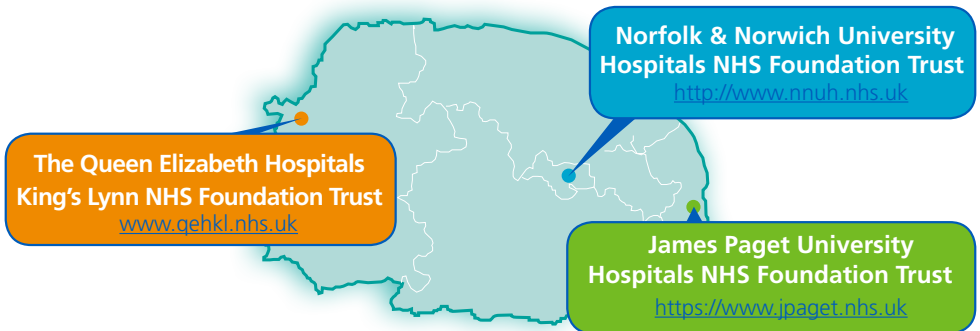 Norfolk & Norwich University
Hospitals NHS Foundation Trust
http://www.nnuh.nhs.uk
The Queen Elizabeth Hospitals
King's Lynn NHS Foundation Trust
www.qehkl.nhs.uk
James Paget University
Hospitals NHS Foundation Trust
https://www.jpaget.nhs.uk